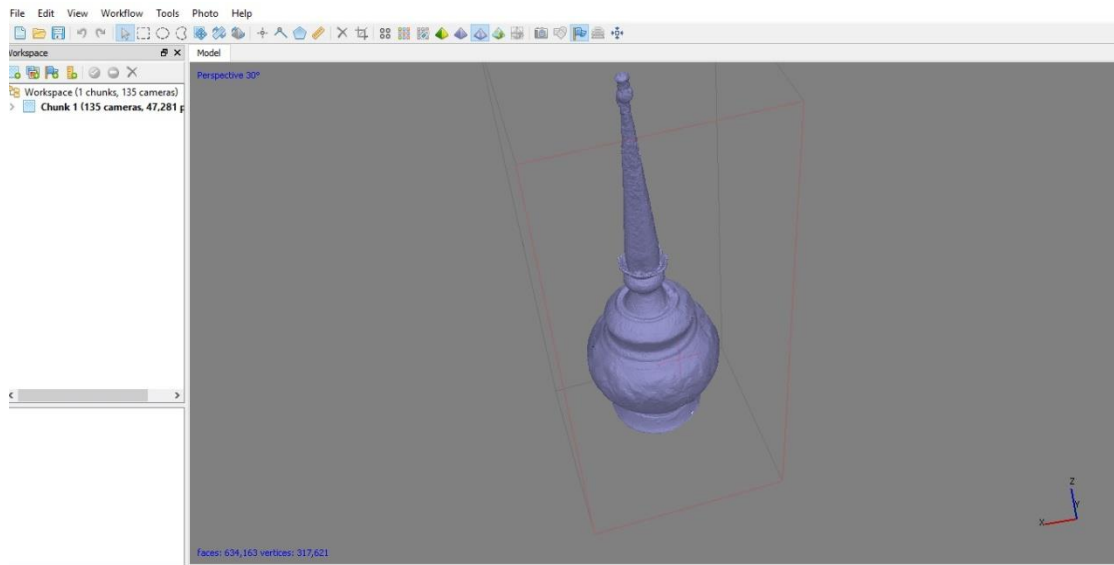 File Edit View Workflow Tools Photo Help
Workspace
Model
Workspace (1 chunks, 135 cameras)
Chunk 1 (135 cameras, 47,281 p
Perspective 30°
Z
Y
X
faces: 634,163 vertices: 317,621